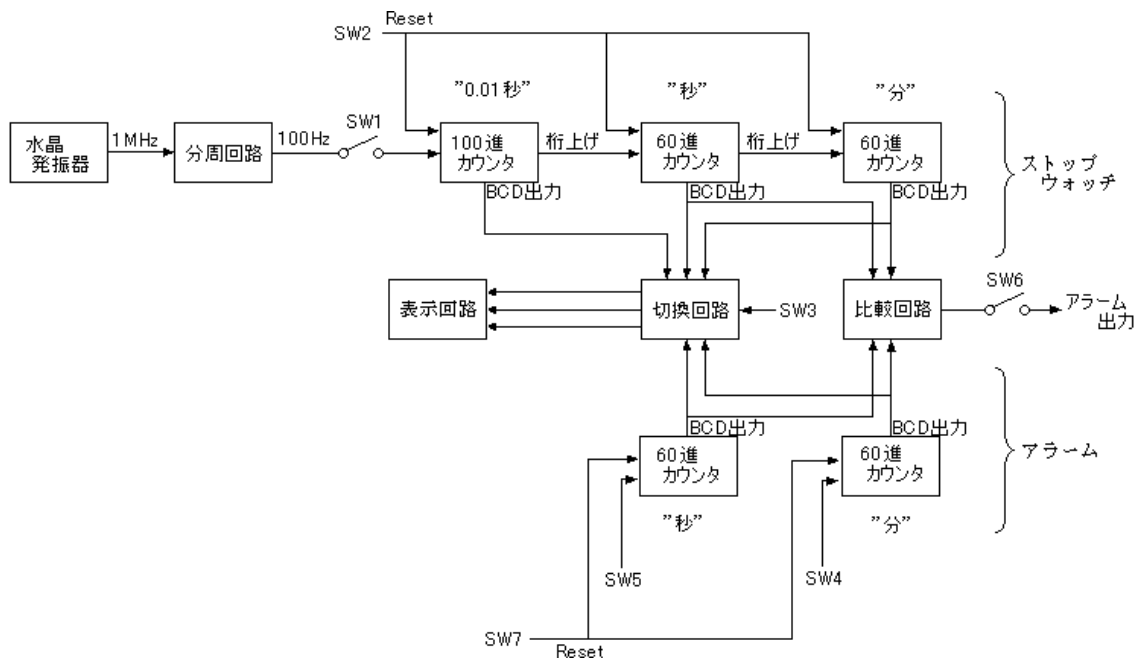 Reset
SW2
"0.01秒"
"秒"
"分"
水晶
発振器
1MHz
分周回路
100Hz
SW1
100進
カウンタ
桁上げ
60進
カウンタ
桁上げ
60進
カウンタ
ストップ
ウォッチ
BCD出力
BCD出力
BCD出力
表示回路
切換回路
SW3
比較回路
SW6
アラーム
出力
BCD出力
BCD出力
60進
カウンタ
60進
カウンタ
アラーム
"秒"
"分"
SW5
SW4
SW7
Reset